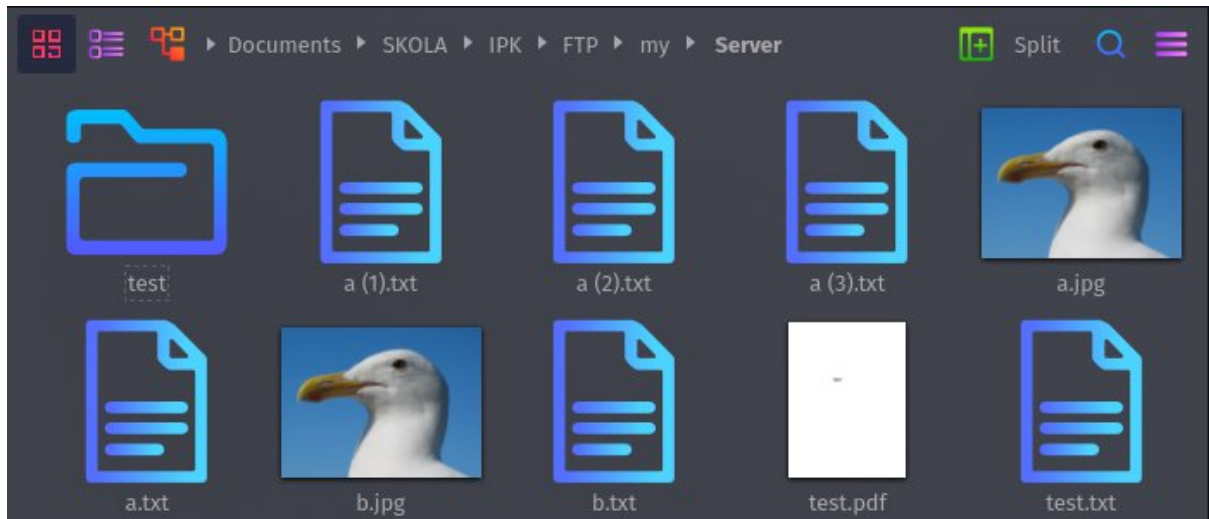 Documents SKOLA IPK FTP my Server Split
test a (1).txt a (2).txt a (3).txt a.jpg
a.txt b.jpg b.txt test.pdf test.txt